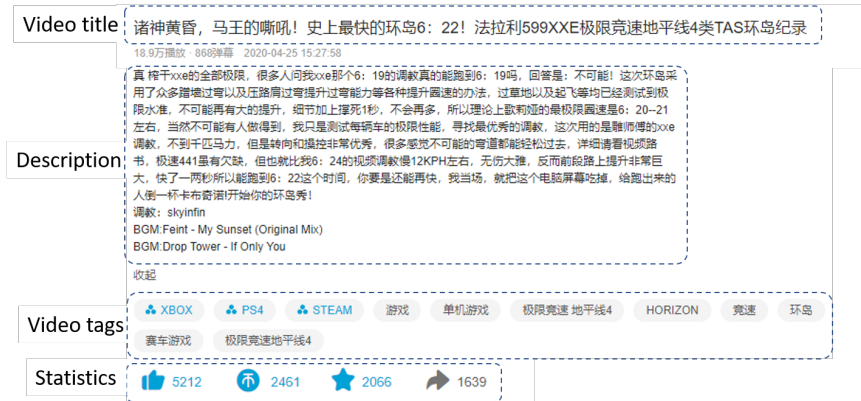 Video title
诸神黄昏，马王的嘶吼！史上最快的环岛6：22！法拉利599XXE极限竞速地平线4类TAS环岛纪录
18.9万播放 · 868弹幕 2020-04-25 15:27:58
Description
真 榨干xxe的全部极限，很多人问我xxe那个6：19的调教真的能跑到6：19吗，回答是：不可能！这次环岛采
用了众多蹭墙过弯以及压路肩过弯提升过弯能力等各种提升圈速的办法，过草地以及起飞等均已经测试到极
限水准，不可能再有大的提升，细节加上撑死1秒，不会再多，所以理论上歌莉娅的最极限圈速是6：20--21
左右，当然不可能有人做得到，我只是测试每辆车的极限性能，寻找最优秀的调教，这次用的是雕师傅的xxe
调教，不到千匹马力，但是转向和操控非常优秀，很多感觉不可能的弯道都能轻松过去，详细请看视频路
书，极速441虽有欠缺，但也就比我6：24的视频调教慢12KPH左右，无伤大雅，反而前段路上提升非常巨
大，快了一两秒所以能跑到6：22这个时间，你要是还能再快，我当场，就把这个电脑屏幕吃掉，给跑出来的
人倒一杯卡布奇诺!开始你的环岛秀！
调教：skyinfin
BGM:Feint - My Sunset (Original Mix)
BGM:Drop Tower - If Only You
收起
Video tags
XBOX PS4 STEAM 游戏 单机游戏 极限竞速 地平线4 HORIZON 竞速 环岛
赛车游戏 极限竞速地平线4
Statistics
5212 2461 2066 1639